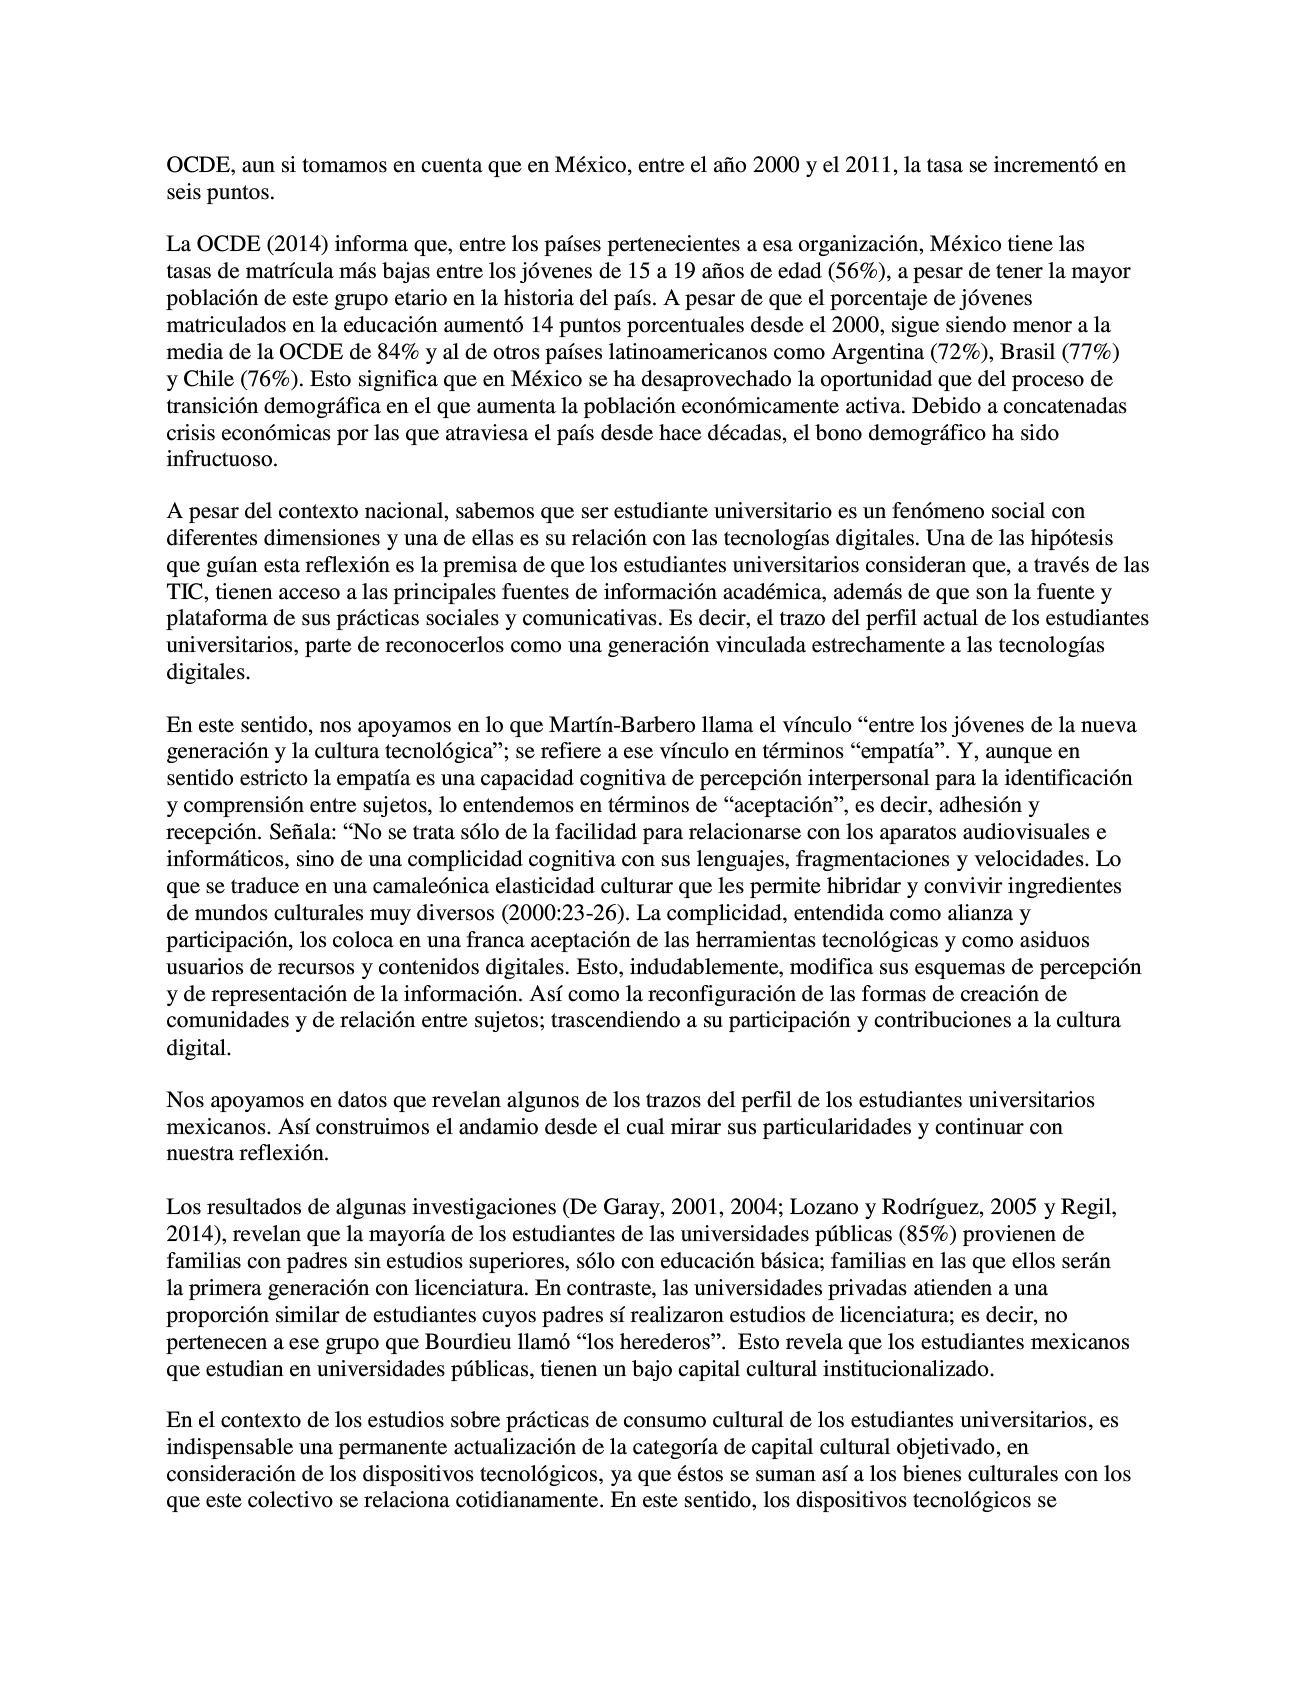 OCDE, aun si tomamos en cuenta que en México, entre el año 2000 y el 2011, la tasa se incrementó en
seis puntos.
La OCDE (2014) informa que, entre los países pertenecientes a esa organización, México tiene las
tasas de matrícula más bajas entre los jóvenes de 15 a 19 años de edad (56%), a pesar de tener la mayor
población de este grupo etario en la historia del país. A pesar de que el porcentaje de jóvenes
matriculados en la educación aumentó 14 puntos porcentuales desde el 2000, sigue siendo menor a la
media de la OCDE de 84% y al de otros países latinoamericanos como Argentina (72%), Brasil (77%)
y Chile (76%). Esto significa que en México se ha desaprovechado la oportunidad que del proceso de
transición demográfica en el que aumenta la población económicamente activa. Debido a concatenadas
crisis económicas por las que atraviesa el país desde hace décadas, el bono demográfico ha sido
infructuoso.
A pesar del contexto nacional, sabemos que ser estudiante universitario es un fenómeno social con
diferentes dimensiones y una de ellas es su relación con las tecnologías digitales. Una de las hipótesis
que guían esta reflexión es la premisa de que los estudiantes universitarios consideran que, a través de las
TIC, tienen acceso a las principales fuentes de información académica, además de que son la fuente y
plataforma de sus prácticas sociales y comunicativas. Es decir, el trazo del perfil actual de los estudiantes
universitarios, parte de reconocerlos como una generación vinculada estrechamente a las tecnologías
digitales.
En este sentido, nos apoyamos en lo que Martín-Barbero llama el vínculo “entre los jóvenes de la nueva
generación y la cultura tecnológica”; se refiere a ese vínculo en términos “empatía”. Y, aunque en
sentido estricto la empatía es una capacidad cognitiva de percepción interpersonal para la identificación
y comprensión entre sujetos, lo entendemos en términos de “aceptación”, es decir, adhesión y
recepción. Señala: “No se trata sólo de la facilidad para relacionarse con los aparatos audiovisuales e
informáticos, sino de una complicidad cognitiva con sus lenguajes, fragmentaciones y velocidades. Lo
que se traduce en una camaleónica elasticidad culturar que les permite hibridar y convivir ingredientes
de mundos culturales muy diversos (2000:23-26). La complicidad, entendida como alianza y
participación, los coloca en una franca aceptación de las herramientas tecnológicas y como asiduos
usuarios de recursos y contenidos digitales. Esto, indudablemente, modifica sus esquemas de percepción
y de representación de la información. Así como la reconfiguración de las formas de creación de
comunidades y de relación entre sujetos; trascendiendo a su participación y contribuciones a la cultura
digital.
Nos apoyamos en datos que revelan algunos de los trazos del perfil de los estudiantes universitarios
mexicanos. Así construimos el andamio desde el cual mirar sus particularidades y continuar con
nuestra reflexión.
Los resultados de algunas investigaciones (De Garay, 2001, 2004; Lozano y Rodríguez, 2005 y Regil,
2014), revelan que la mayoría de los estudiantes de las universidades públicas (85%) provienen de
familias con padres sin estudios superiores, sólo con educación básica; familias en las que ellos serán
la primera generación con licenciatura. En contraste, las universidades privadas atienden a una
proporción similar de estudiantes cuyos padres sí realizaron estudios de licenciatura; es decir, no
pertenecen a ese grupo que Bourdieu llamó “los herederos”.  Esto revela que los estudiantes mexicanos
que estudian en universidades públicas, tienen un bajo capital cultural institucionalizado.
En el contexto de los estudios sobre prácticas de consumo cultural de los estudiantes universitarios, es
indispensable una permanente actualización de la categoría de capital cultural objetivado, en
consideración de los dispositivos tecnológicos, ya que éstos se suman así a los bienes culturales con los
que este colectivo se relaciona cotidianamente. En este sentido, los dispositivos tecnológicos se